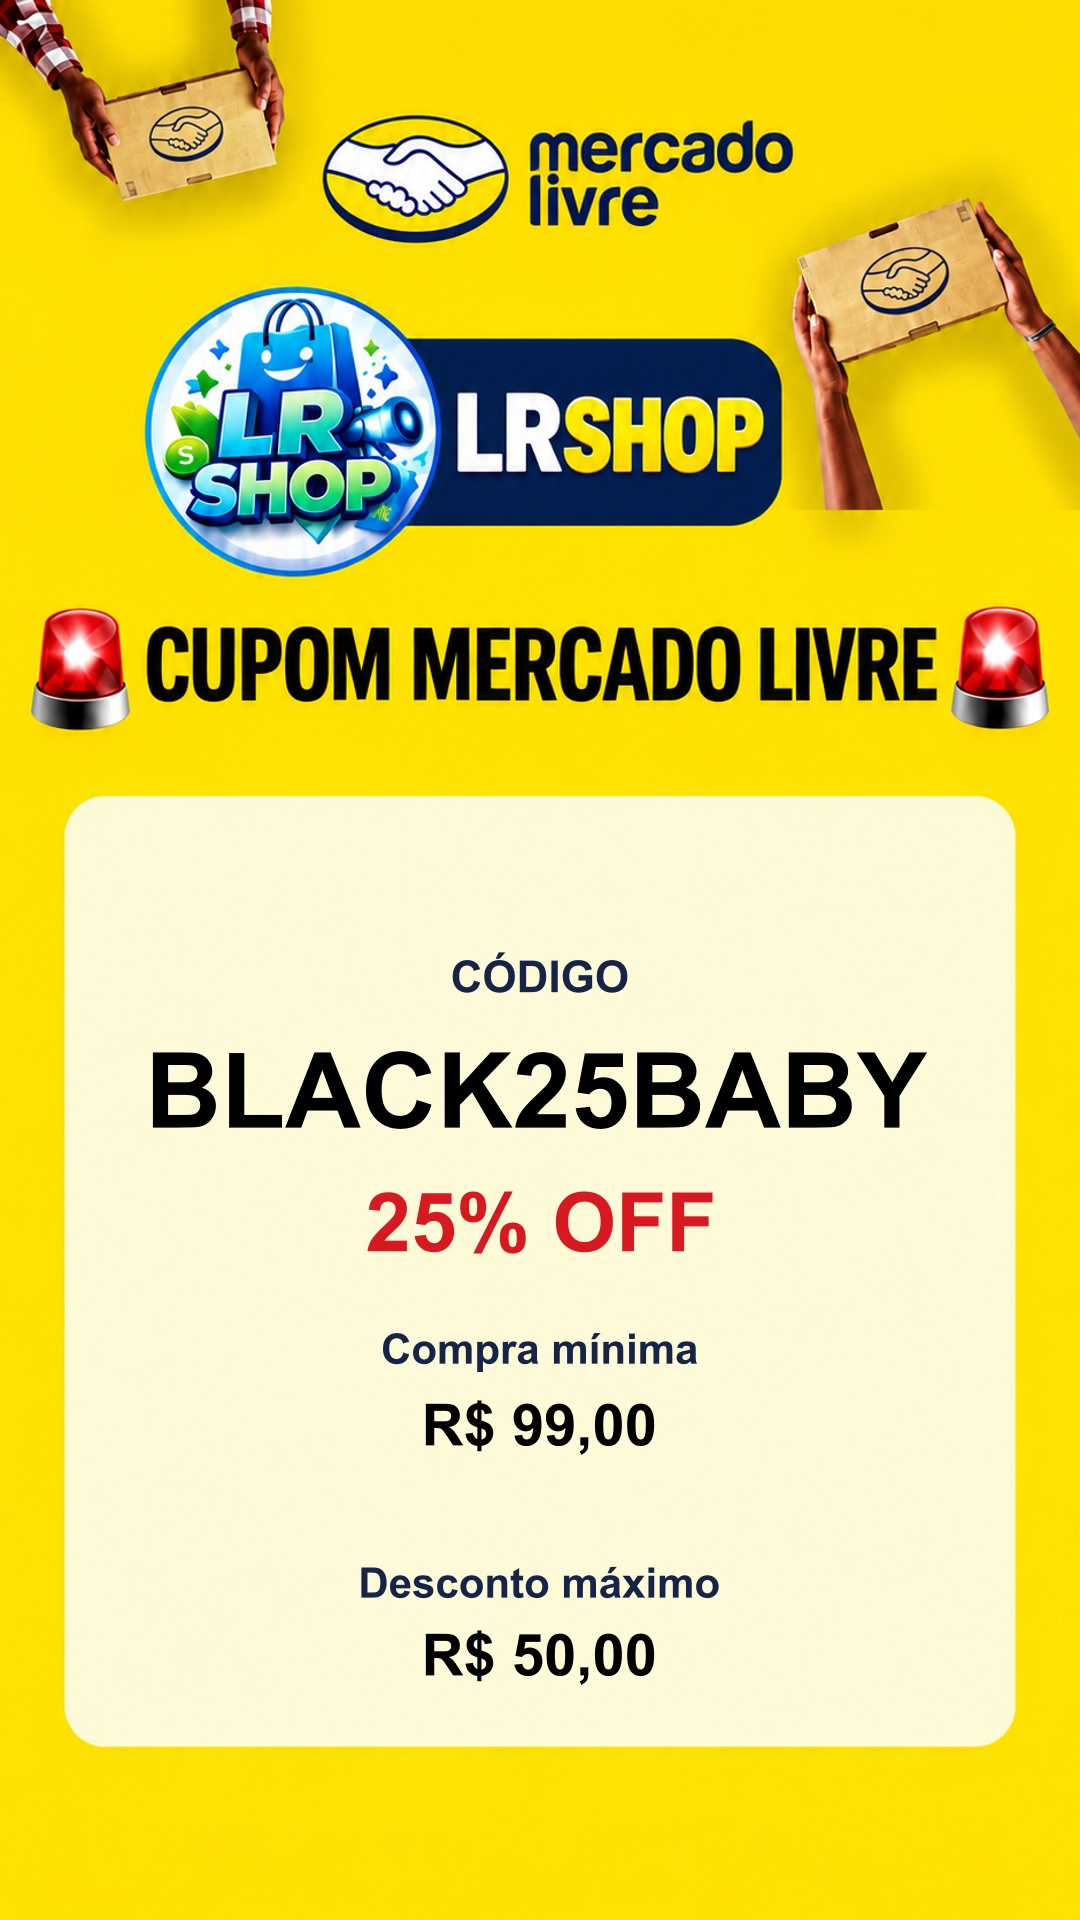 mercado
livre
LR
SHOP
S
LRSHOP
CUPOM MERCADO LIVRE
CÓDIGO
BLACK25BABY
25% OFF
Compra mínima
R$ 99,00
Desconto máximo
R$ 50,00